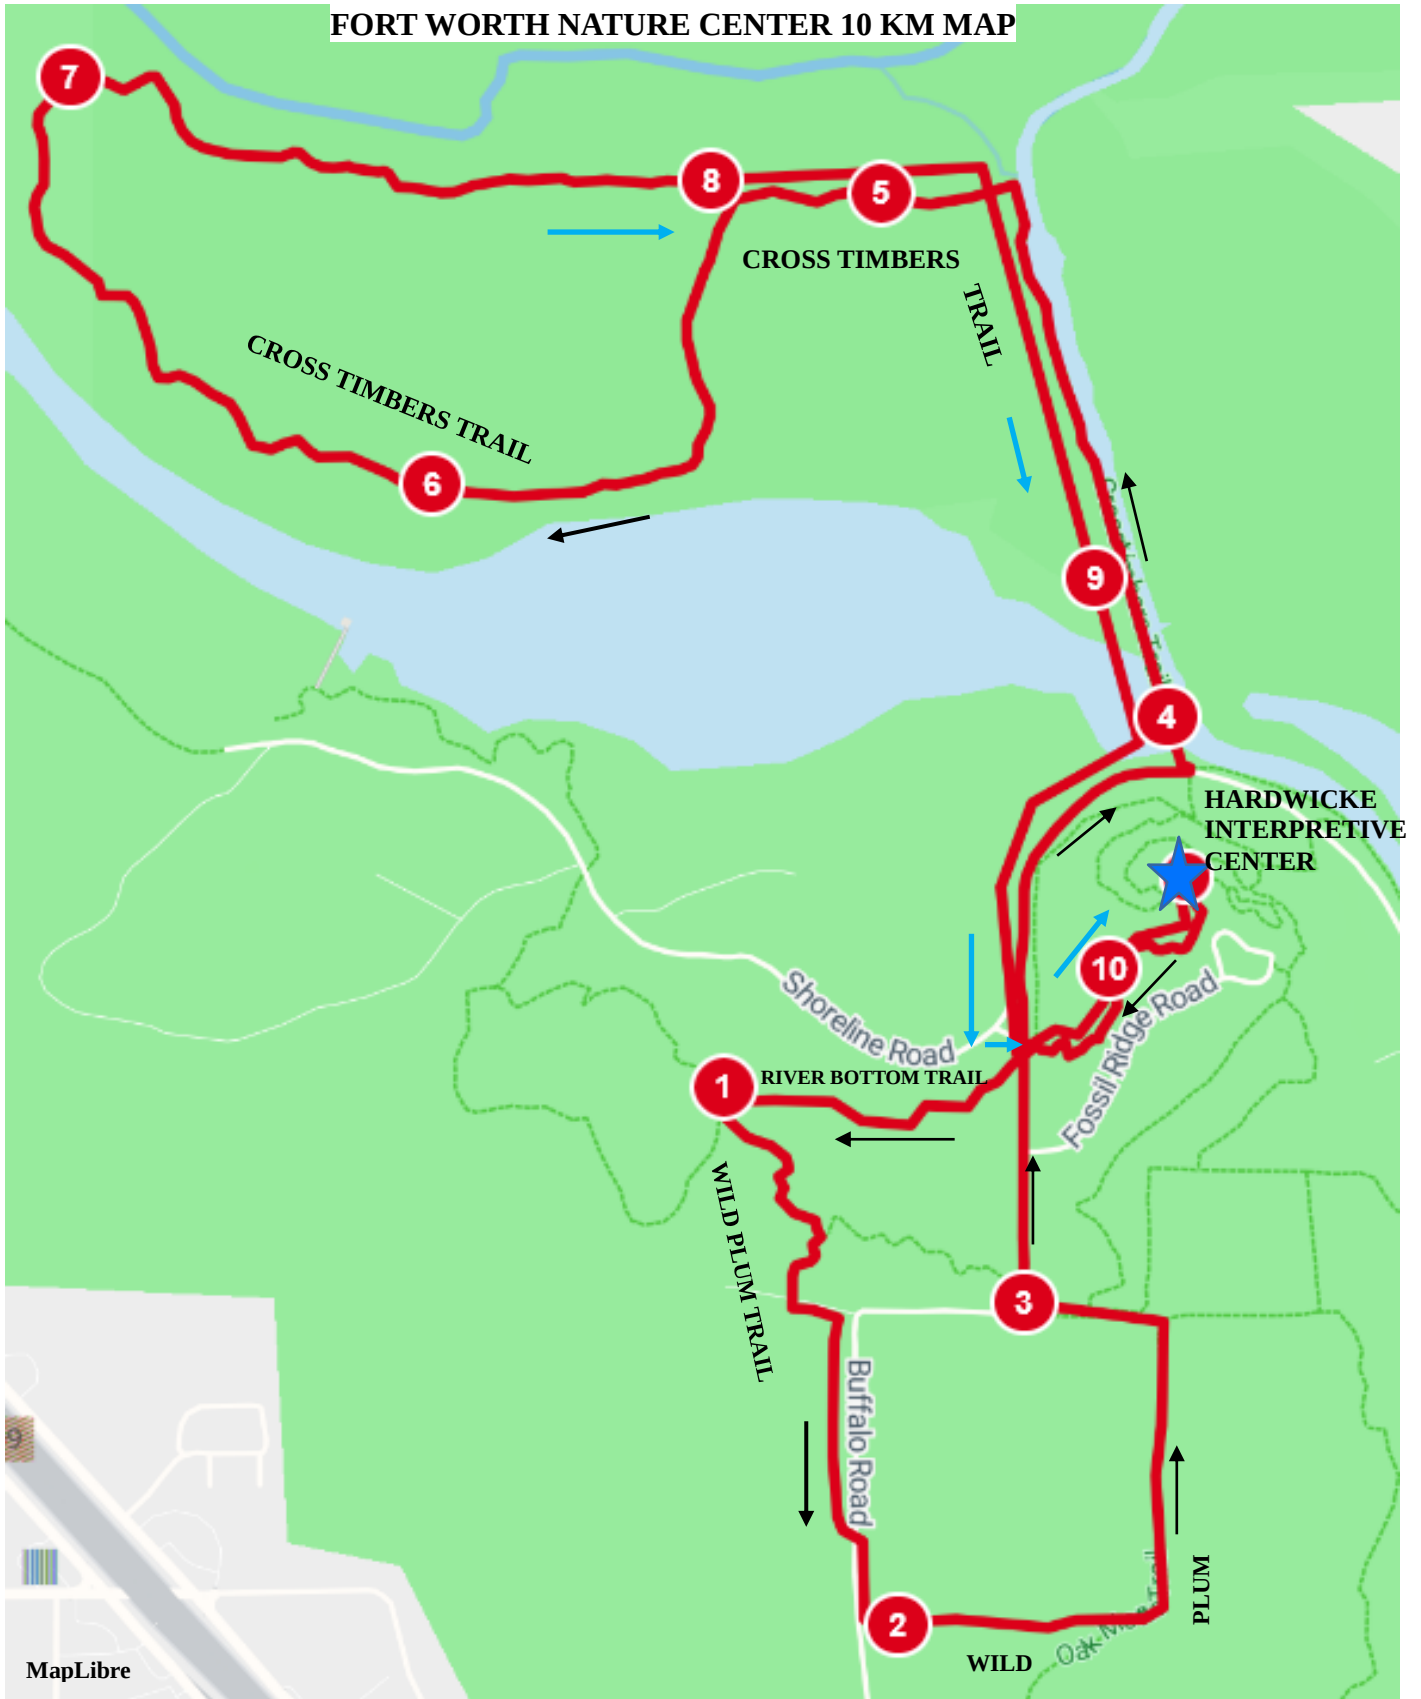 FORT WORTH NATURE CENTER 10 KM MAP
7
8
5
CROSS TIMBERS
TRAIL
CROSS TIMBERS TRAIL
6
9
4
HARDWICKE
INTERPRETIVE
CENTER
10
Shoreline Road
Fossil Ridge Road
1
RIVER BOTTOM TRAIL
WILD PLUM TRAIL
3
Buffalo Road
PLUM
2
WILD
9
MapLibre